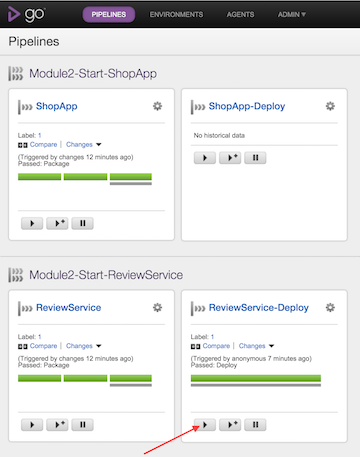 go PIPELINES ENVIRONMENTS AGENTS ADMIN
Pipelines
Module2-Start-ShopApp
ShopApp
Label: 1
Compare | Changes
(Triggered by changes 12 minutes ago)
Passed: Package
ShopApp-Deploy
No historical data
Module2-Start-ReviewService
ReviewService
Label: 1
Compare | Changes
(Triggered by changes 12 minutes ago)
Passed: Package
ReviewService-Deploy
Label: 1
Compare | Changes
(Triggered by anonymous 7 minutes ago)
Passed: Deploy